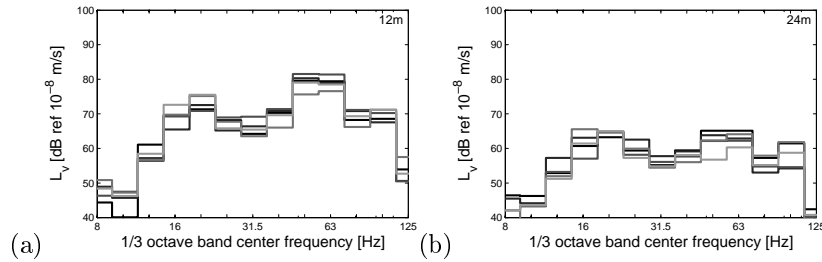 12m
100
90
80
70
60
50
40
L_v [dB ref 10^-8 m/s]
8 16 31.5 63 125
1/3 octave band center frequency [Hz]
(a)
24m
100
90
80
70
60
50
40
L_v [dB ref 10^-8 m/s]
8 16 31.5 63 125
1/3 octave band center frequency [Hz]
(b)